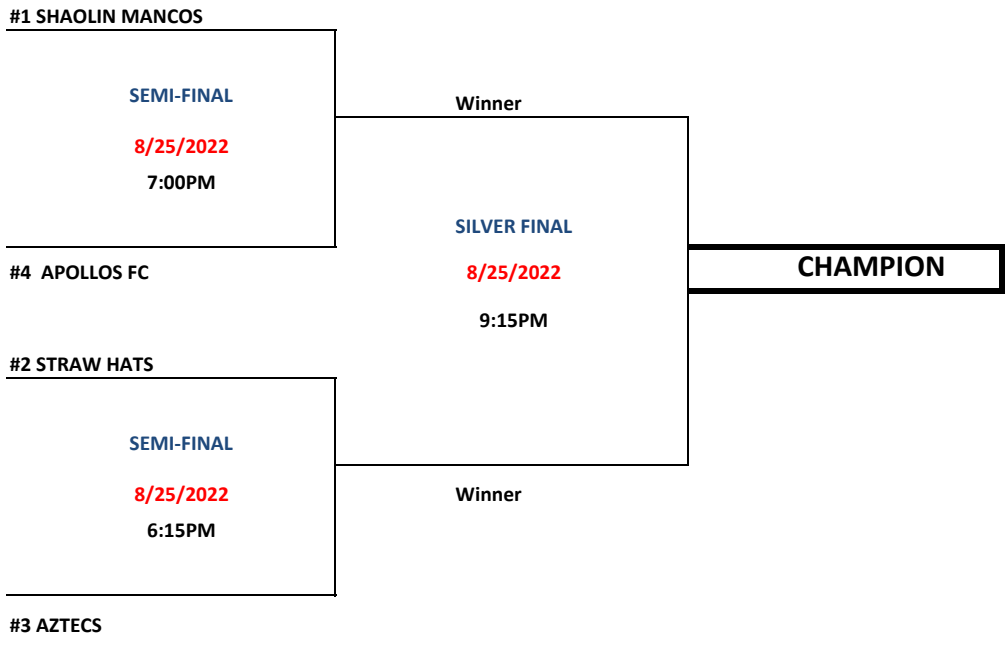 #1 SHAOLIN MANCOS
SEMI-FINAL
8/25/2022
7:00PM
#4 APOLLOS FC
Winner
SILVER FINAL
8/25/2022
9:15PM
CHAMPION
#2 STRAW HATS
SEMI-FINAL
8/25/2022
6:15PM
Winner
#3 AZTECS